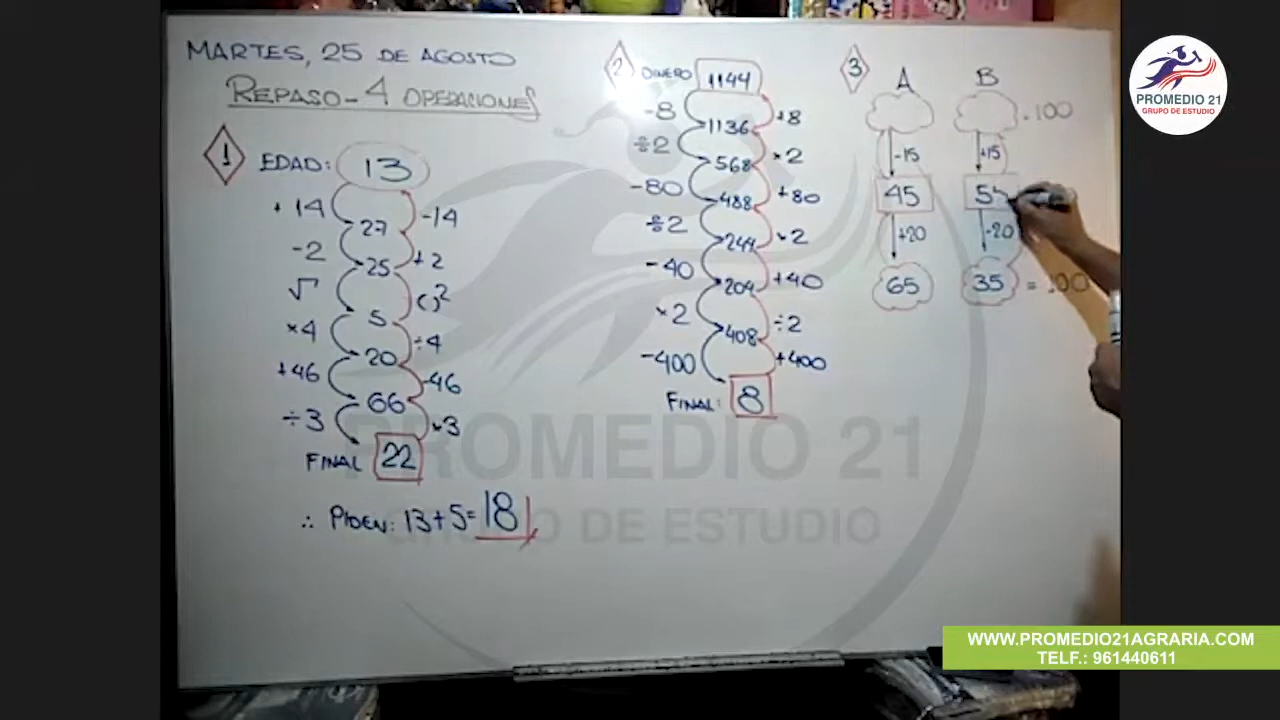 MARTES, 25 DE AGOSTO
REPASO - 4 OPERACIONES
1
EDAD: 13
+14 27 -14
-2 25 +2
√ 5 ( )²
×4 20 ÷4
+46 66 -46
÷3 ×3
FINAL 22
∴ PIDEN: 13+5=18
2
DINERO 1144
-8 1136 +8
÷2 568 ×2
-80 488 +80
÷2 244 ×2
-40 204 +40
×2 408 ÷2
-400 +400
FINAL: 8
3
A B
=100
-15 +15
45 55
+20 -20
65 35 = 100
PROMEDIO 21
GRUPO DE ESTUDIO
PROMEDIO 21
GRUPO DE ESTUDIO
WWW.PROMEDIO21AGRARIA.COM
TELF.: 961440611